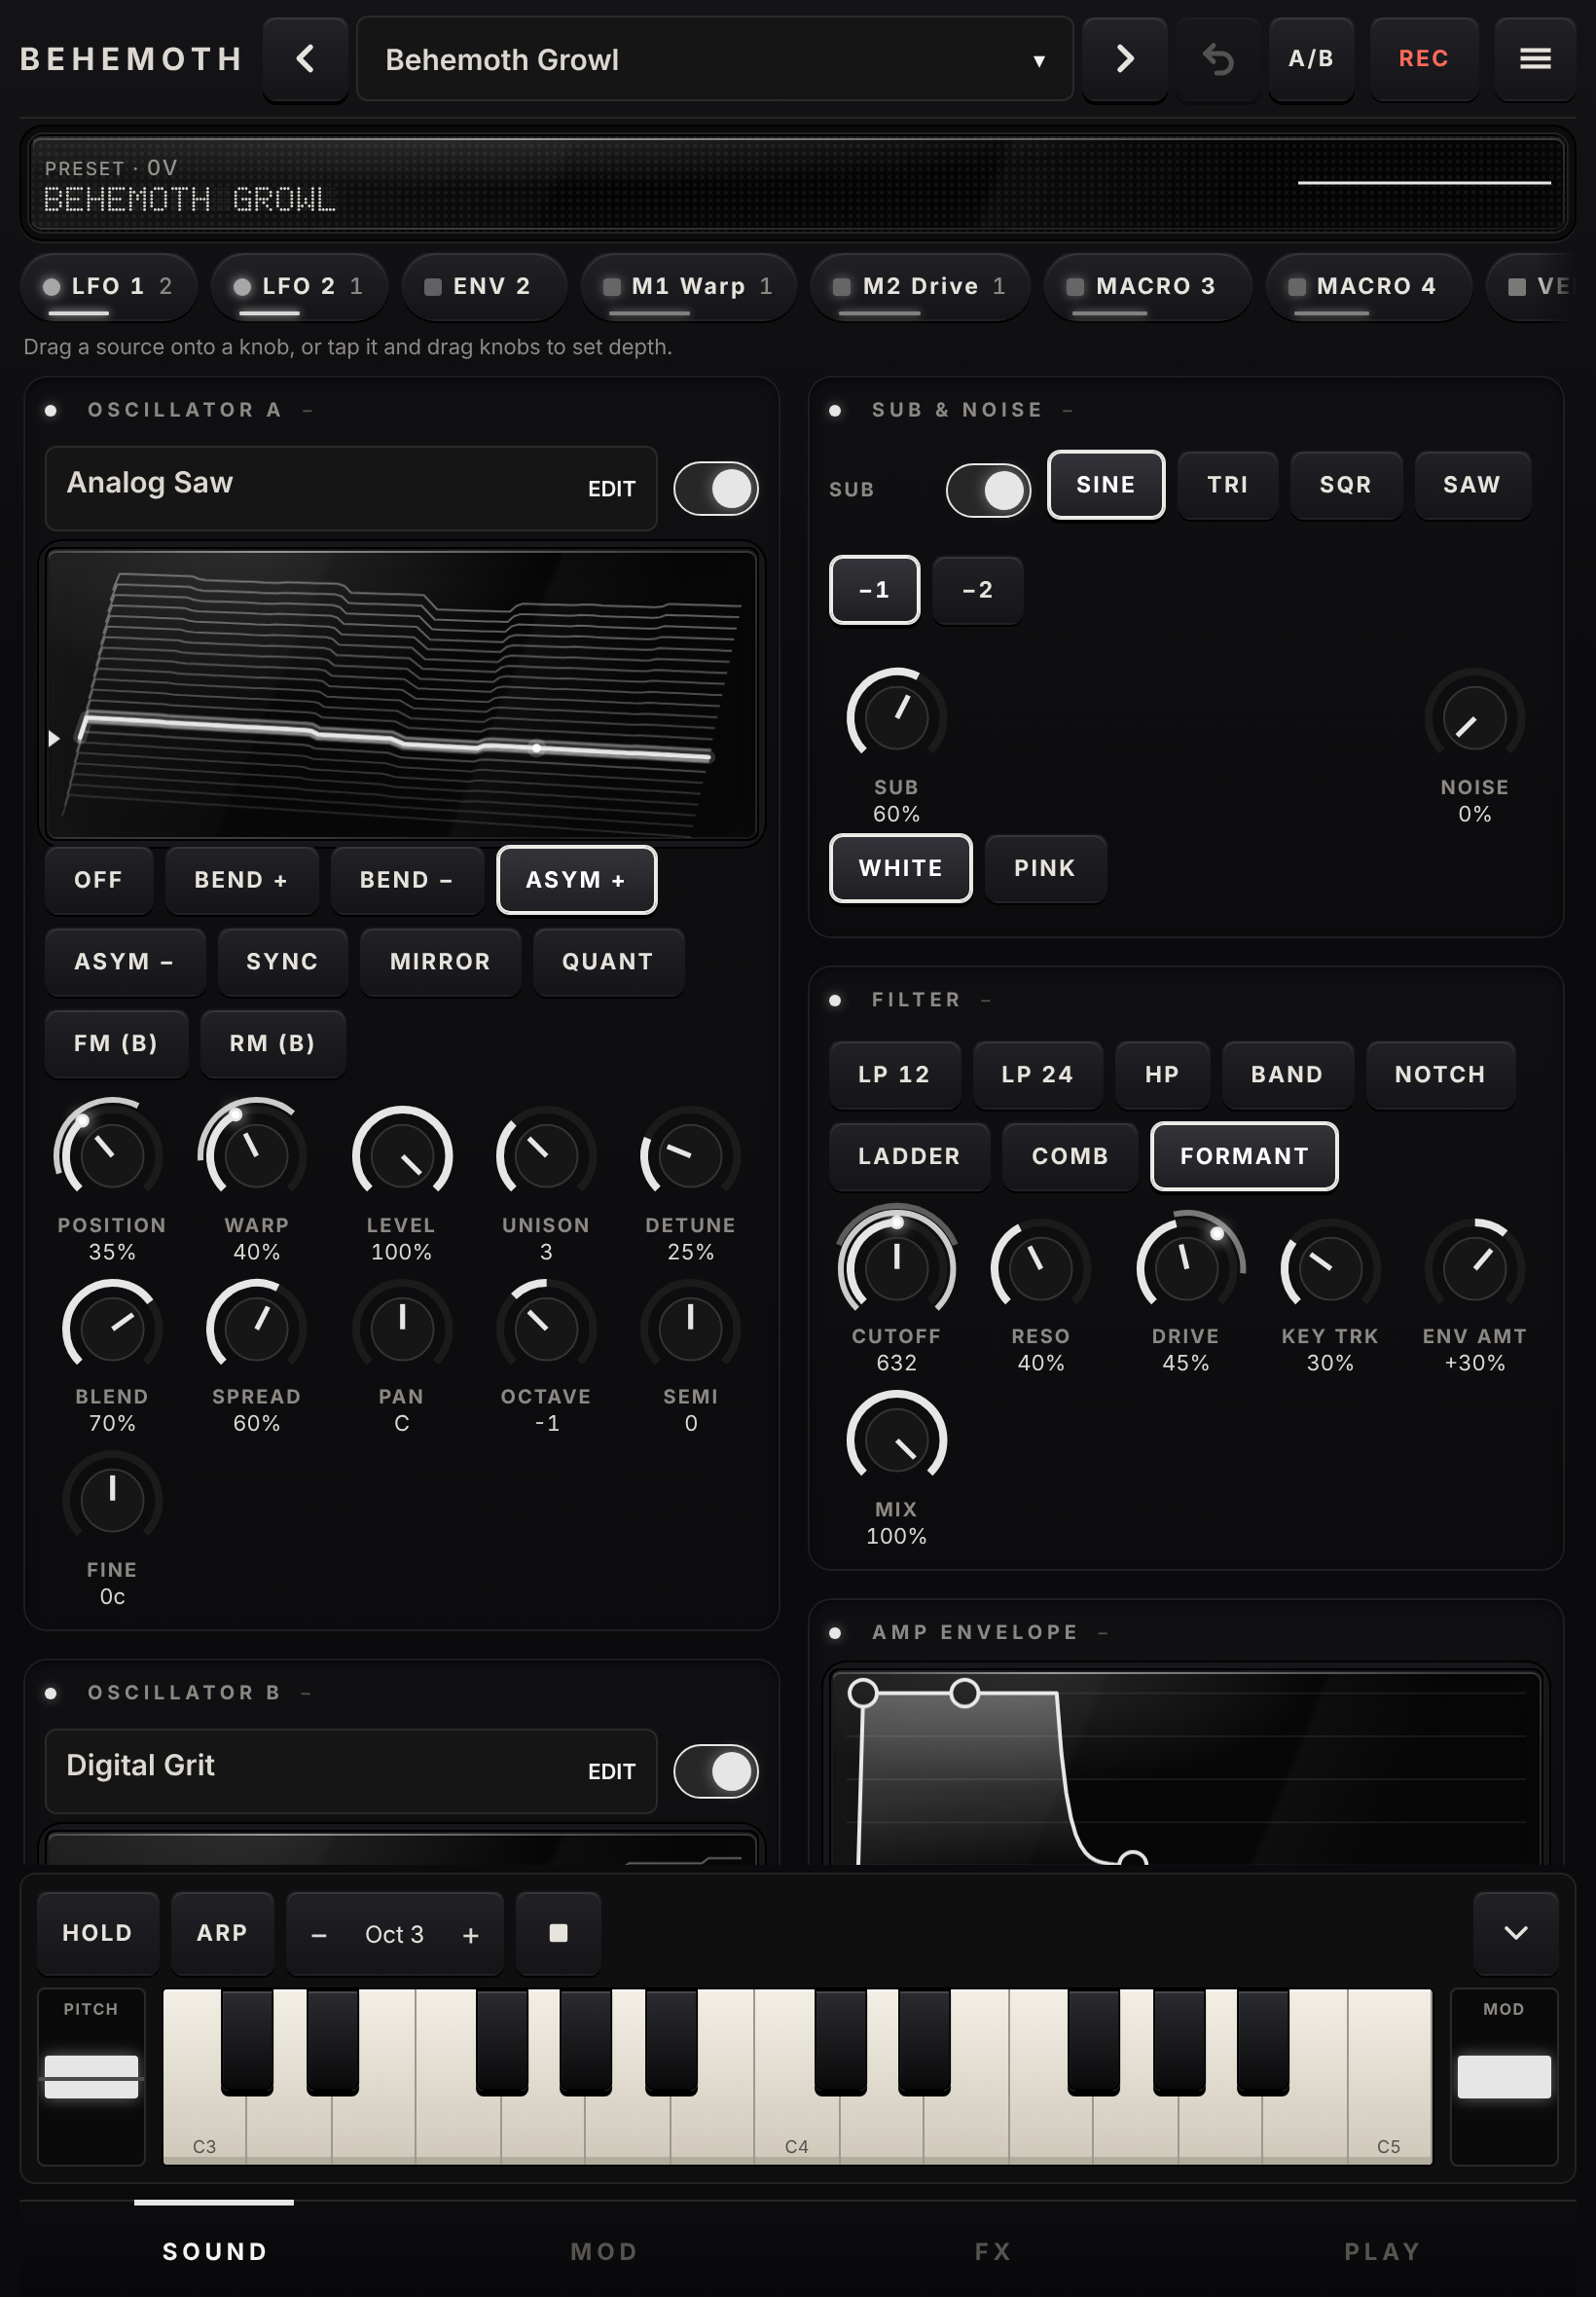 BEHEMOTH
Behemoth Growl
A/B
REC
PRESET · 0V
BEHEMOTH GROWL
LFO 1 2
LFO 2 1
ENV 2
M1 Warp 1
M2 Drive 1
MACRO 3
MACRO 4
Drag a source onto a knob, or tap it and drag knobs to set depth.
OSCILLATOR A –
Analog Saw
EDIT
OFF
BEND +
BEND –
ASYM +
ASYM –
SYNC
MIRROR
QUANT
FM (B)
RM (B)
POSITION
35%
WARP
40%
LEVEL
100%
UNISON
3
DETUNE
25%
BLEND
70%
SPREAD
60%
PAN
C
OCTAVE
-1
SEMI
0
FINE
0c
OSCILLATOR B –
Digital Grit
EDIT
SUB & NOISE –
SUB
SINE
TRI
SQR
SAW
–1
–2
SUB
60%
NOISE
0%
WHITE
PINK
FILTER –
LP 12
LP 24
HP
BAND
NOTCH
LADDER
COMB
FORMANT
CUTOFF
632
RESO
40%
DRIVE
45%
KEY TRK
30%
ENV AMT
+30%
MIX
100%
AMP ENVELOPE –
HOLD
ARP
– Oct 3 +
PITCH
C3
C4
C5
MOD
SOUND
MOD
FX
PLAY